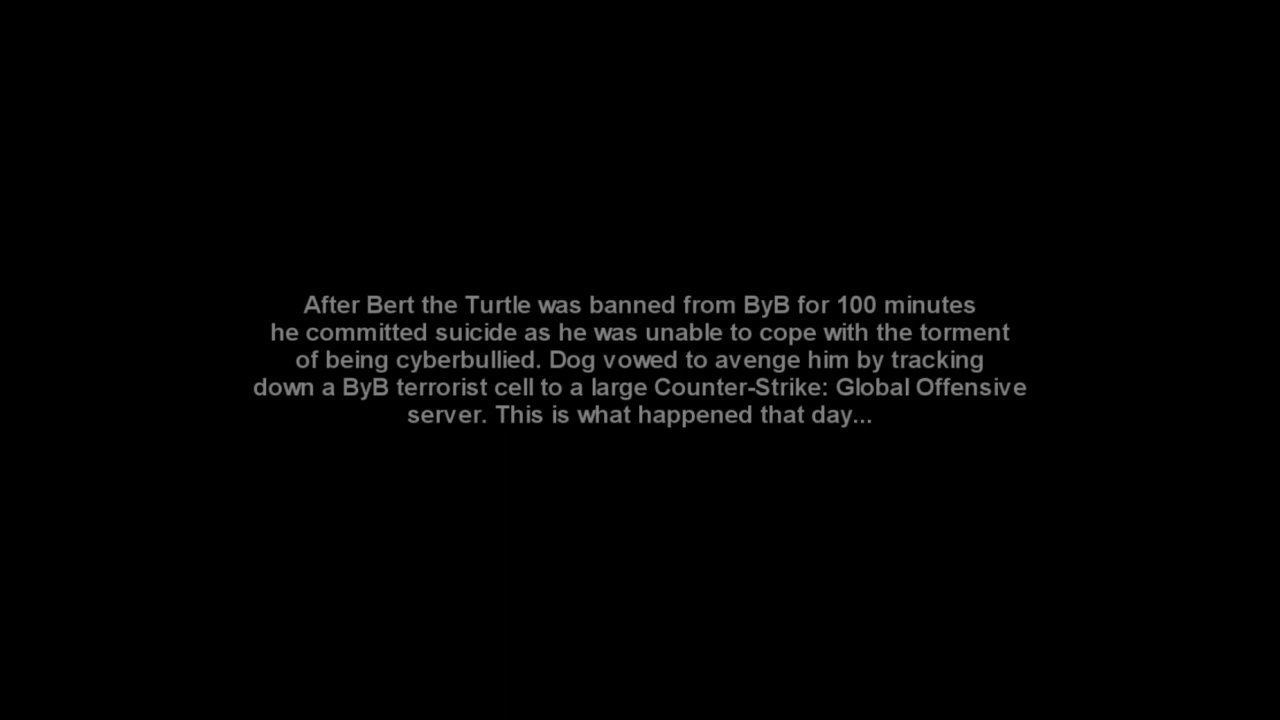 After Bert the Turtle was banned from ByB for 100 minutes
he committed suicide as he was unable to cope with the torment
of being cyberbullied. Dog vowed to avenge him by tracking
down a ByB terrorist cell to a large Counter-Strike: Global Offensive
server. This is what happened that day...